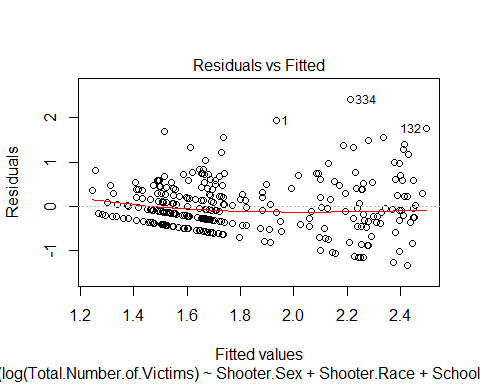 Residuals vs Fitted
Residuals
2
1
0
-1
334
1
132
1.2 1.4 1.6 1.8 2.0 2.2 2.4
Fitted values
(log(Total.Number.of.Victims) ~ Shooter.Sex + Shooter.Race + School